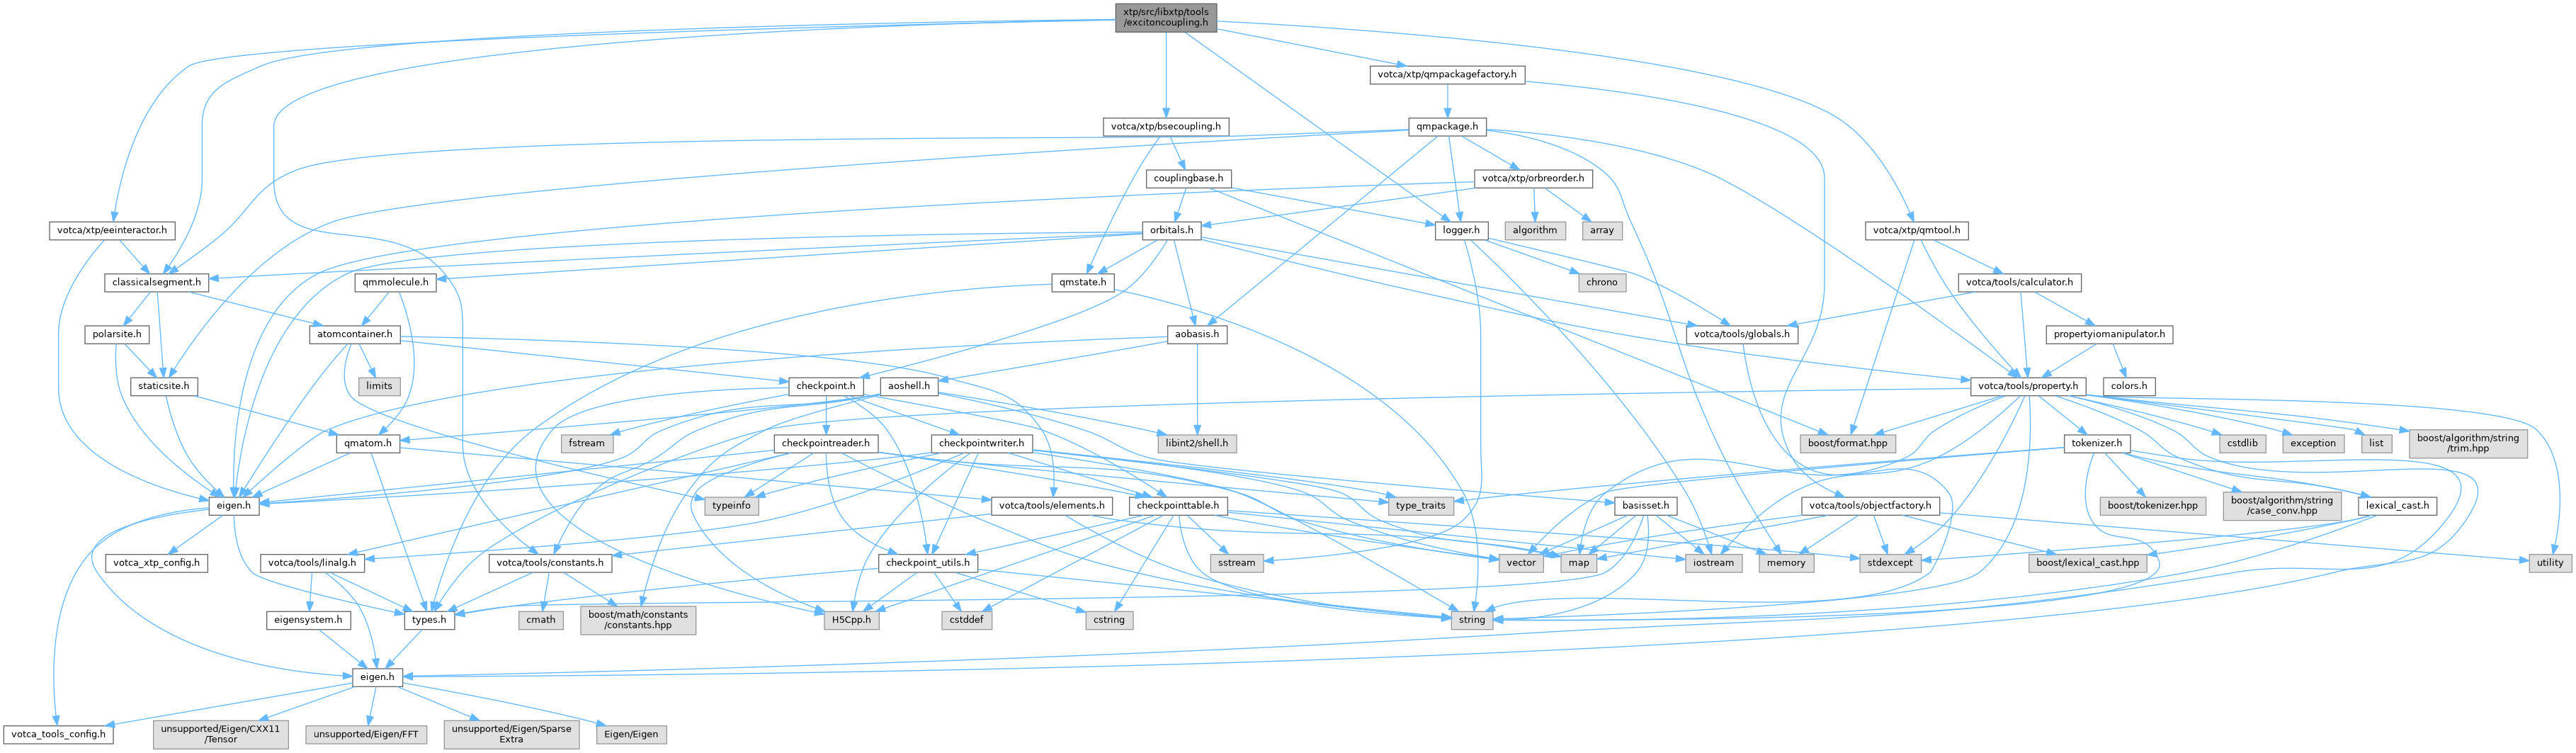 xtp/src/libxtp/tools
/excitoncoupling.h
votca/xtp/qmpackagefactory.h
votca/xtp/bsecoupling.h
qmpackage.h
couplingbase.h
votca/xtp/orbreorder.h
votca/xtp/eeinteractor.h
orbitals.h
logger.h
algorithm
array
votca/xtp/qmtool.h
classicalsegment.h
qmmolecule.h
qmstate.h
chrono
votca/tools/calculator.h
polarsite.h
atomcontainer.h
aobasis.h
votca/tools/globals.h
propertyiomanipulator.h
staticsite.h
limits
checkpoint.h
aoshell.h
votca/tools/property.h
colors.h
qmatom.h
fstream
checkpointreader.h
checkpointwriter.h
libint2/shell.h
boost/format.hpp
tokenizer.h
cstdlib
exception
list
boost/algorithm/string
/trim.hpp
eigen.h
typeinfo
votca/tools/elements.h
checkpointtable.h
type_traits
basisset.h
votca/tools/objectfactory.h
boost/tokenizer.hpp
boost/algorithm/string
/case_conv.hpp
lexical_cast.h
votca_xtp_config.h
votca/tools/linalg.h
votca/tools/constants.h
checkpoint_utils.h
sstream
vector
map
iostream
memory
stdexcept
boost/lexical_cast.hpp
utility
eigensystem.h
types.h
cmath
boost/math/constants
/constants.hpp
H5Cpp.h
cstddef
cstring
string
eigen.h
votca_tools_config.h
unsupported/Eigen/CXX11
/Tensor
unsupported/Eigen/FFT
unsupported/Eigen/Sparse
Extra
Eigen/Eigen